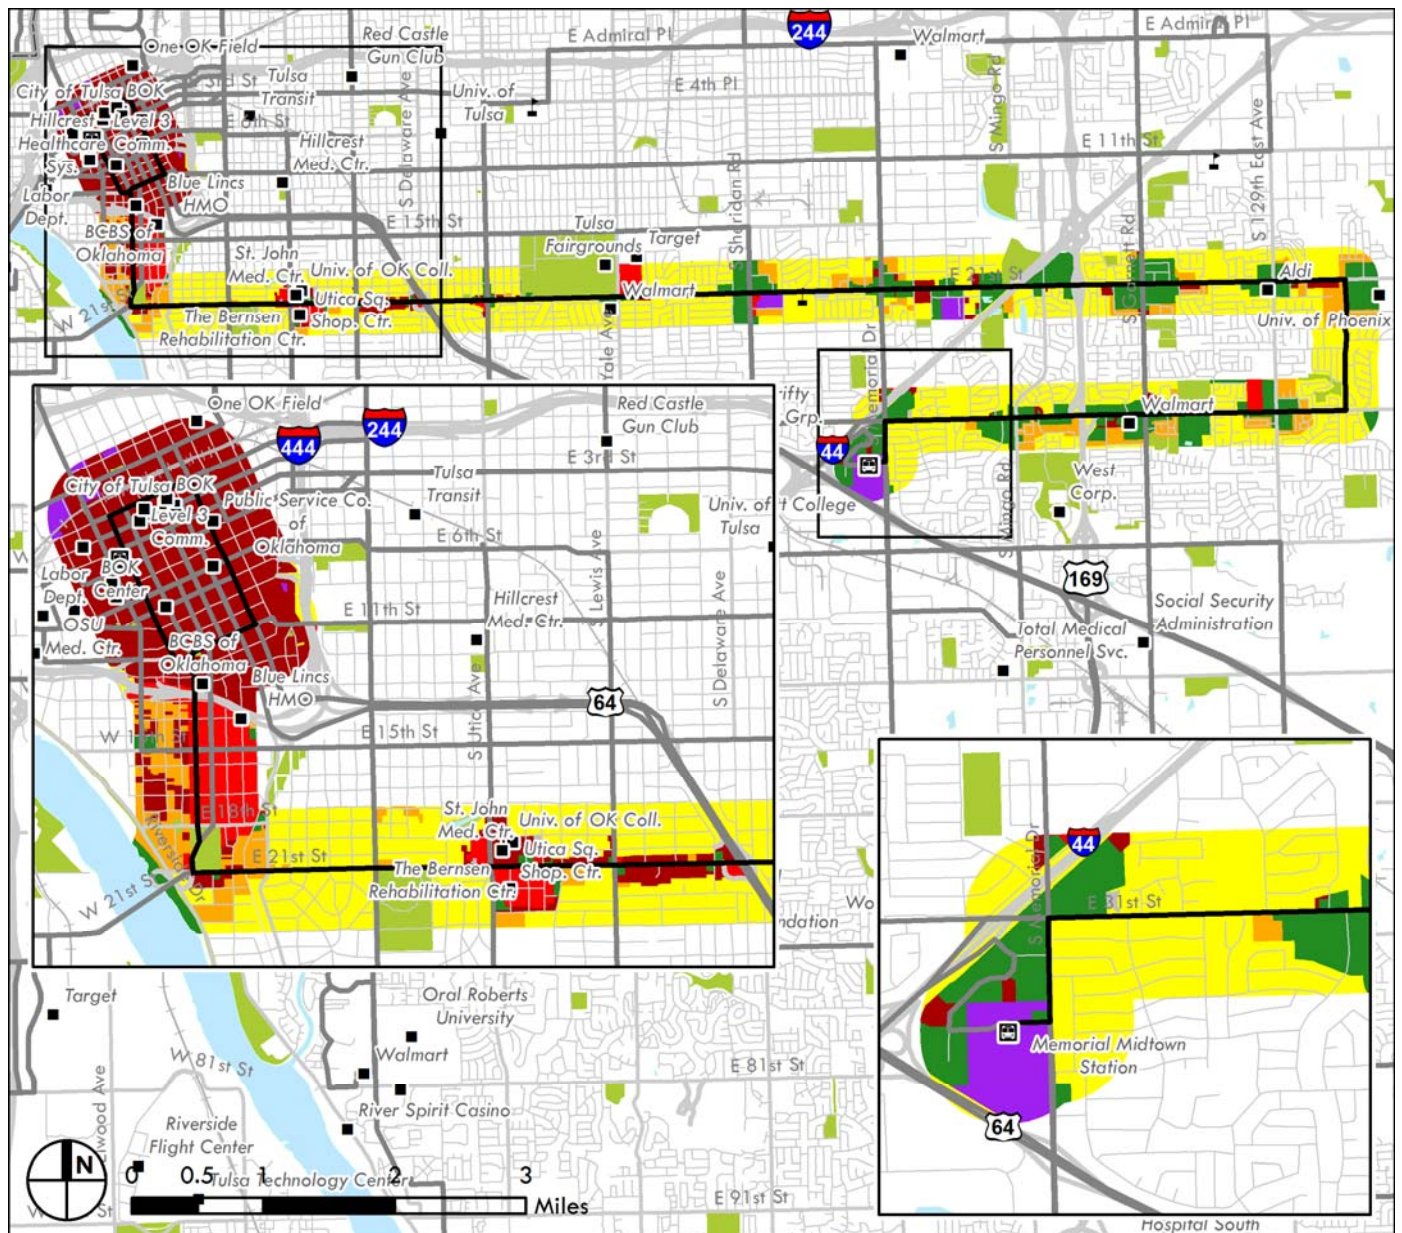 One OK Field
Red Castle
Gun Club
E Admiral Pl
244
Walmart
E Admiral Pl
3rd St
Tulsa
Transit
City of Tulsa
BOK
S Delaware Ave
Univ. of
Tulsa
E 4th Pl
S Mingo Rd
Hillcrest
Healthcare
Sys.
Level 3
Comm.
E 6th St
Hillcrest
Med. Ctr.
E 11th St
S 129th East Ave
Labor
Dept.
Blue Lincs
HMO
BCBS of
Oklahoma
E 15th St
St. John
Med. Ctr.
Univ. of OK Coll.
Tulsa
Fairgrounds
Target
S Sheridan Rd
S Garnett Rd
E 21st St
Aldi
W 21st St
The Bernsen
Rehabilitation Ctr.
Utica Sq.
Shop. Ctr.
Walmart
Yale Ave
Memorial Dr
Univ. of Phoenix
Walmart
ifty
Grp.
44
West
Corp.
S Mingo Rd
t College
169
Social Security
Administration
Total Medical
Personnel Svc.
One OK Field
444
244
Red Castle
Gun Club
E 3rd St
City of Tulsa
BOK
Public Service Co.
of
Oklahoma
Tulsa
Transit
Univ. of
Tulsa
Level 3
Comm.
E 6th St
S Lewis Ave
Labor
Dept.
BOK
Center
OSU
Med. Ctr.
E 11th St
Hillcrest
Med. Ctr.
S Delaware Ave
BCBS of
Oklahoma
Blue Lincs
HMO
S Utica Ave
64
E 15th St
E 18th St
Riverside Dr
St. John
Med. Ctr.
Univ. of OK Coll.
E 21st St
Utica Sq.
Shop. Ctr.
The Bernsen
Rehabilitation Ctr.
W 21st St
ndation
Wo
44
S Memorial Dr
E 31st St
Memorial Midtown
Station
64
Target
Oral Roberts
University
Walmart
W 81st St
E 81st St
River Spirit Casino
Riverside
Flight Center
lwood Ave
Tulsa Technology Center
N
0 0.5 1 2 3
Miles
W
St
E 91st St
Hospital South